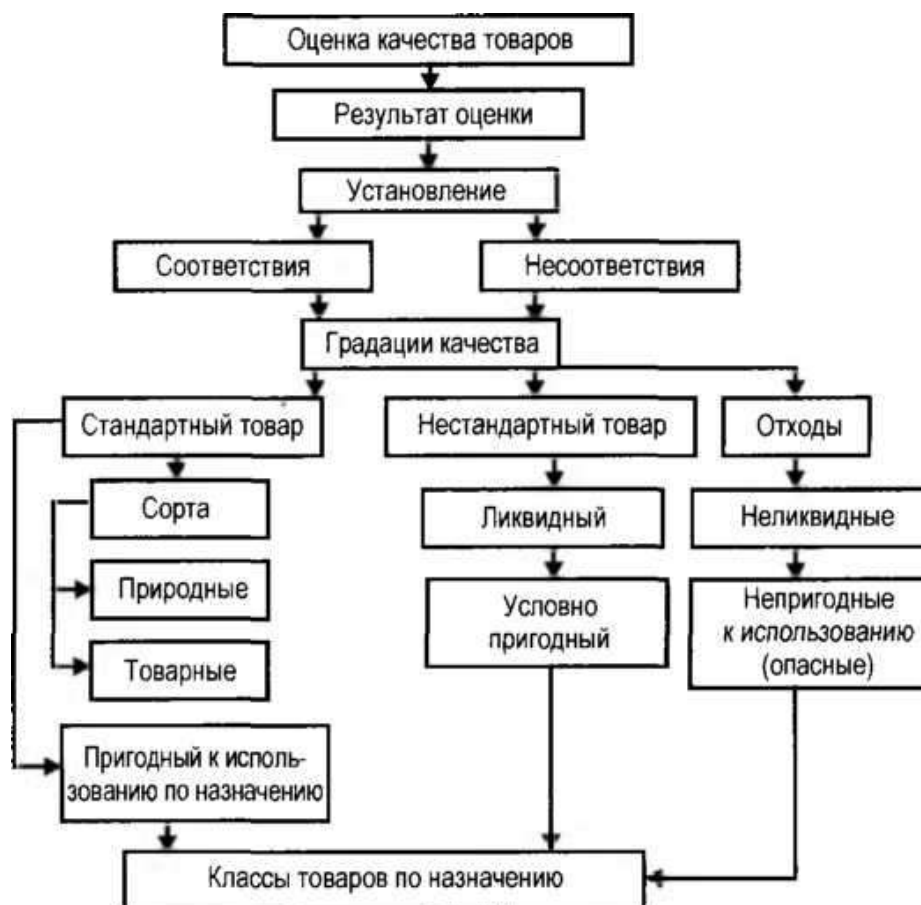 Оценка качества товаров
Результат оценки
Установление
Соответствия
Несоответствия
Градации качества
Стандартный товар
Нестандартный товар
Отходы
Сорта
Ликвидный
Неликвидные
Природные
Условно
пригодный
Непригодные
к использованию
(опасные)
Товарные
Пригодный к исполь-
зованию по назначению
Классы товаров по назначению